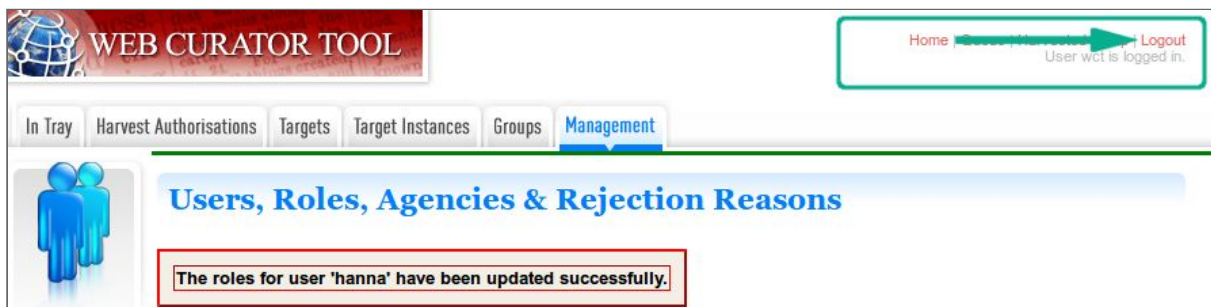 WEB CURATOR TOOL
Home | Logout
User wct is logged in.
In Tray Harvest Authorisations Targets Target Instances Groups Management
Users, Roles, Agencies & Rejection Reasons
The roles for user 'hanna' have been updated successfully.